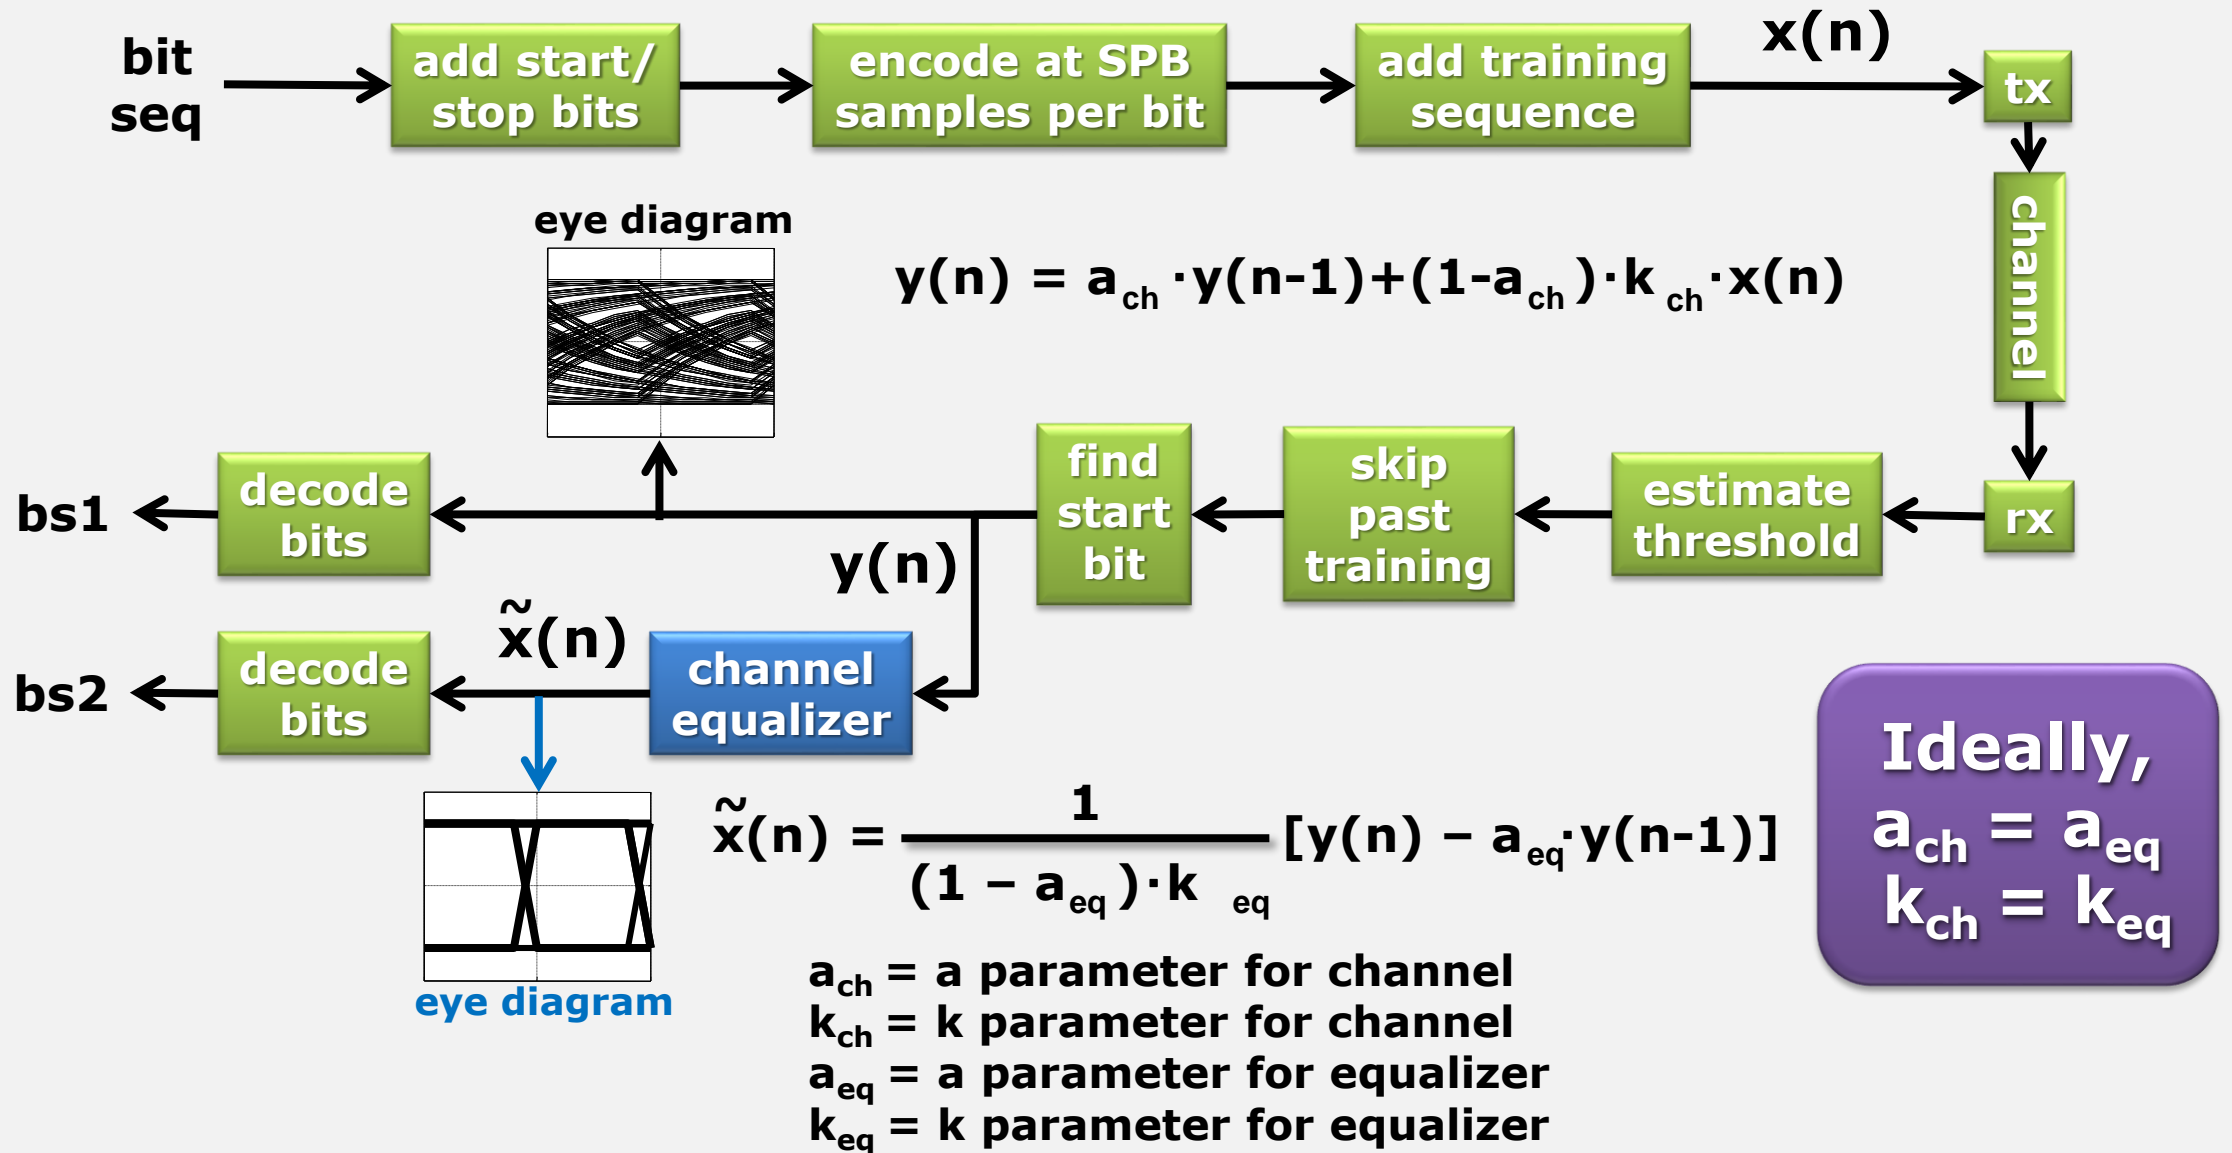 bit
seq
add start/
stop bits
encode at SPB
samples per bit
add training
sequence
x(n)
tx
channel
eye diagram
y(n) = a_ch ·y(n-1)+(1-a_ch)·k_ch·x(n)
bs1
decode
bits
find
start
bit
skip
past
training
estimate
threshold
rx
y(n)
x̃(n)
bs2
decode
bits
channel
equalizer
Ideally,
a_ch = a_eq
k_ch = k_eq
x̃(n) = 1 / (1 – a_eq)·k_eq [y(n) – a_eq·y(n-1)]
eye diagram
a_ch = a parameter for channel
k_ch = k parameter for channel
a_eq = a parameter for equalizer
k_eq = k parameter for equalizer